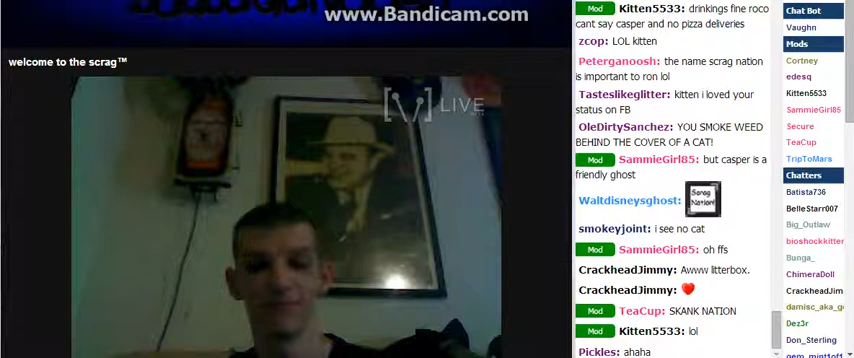 www.Bandicam.com
welcome to the scrag™
LIVE
Mod Kitten5533: drinkings fine roco
cant say casper and no pizza deliveries
zcop: LOL kitten
Peterganoosh: the name scrag nation
is important to ron lol
Tasteslikeglitter: kitten i loved your
status on FB
OleDirtySanchez: YOU SMOKE WEED
BEHIND THE COVER OF A CAT!
Mod SammieGirl85: but casper is a
friendly ghost
Waltdisneysghost: Scrag
Nation!
smokeyjoint: i see no cat
Mod SammieGirl85: oh ffs
CrackheadJimmy: Awww litterbox.
CrackheadJimmy: ❤️
Mod TeaCup: SKANK NATION
Mod Kitten5533: lol
Pickles: ahaha
Chat Bot
Vaughn
Mods
Cortney
edesq
Kitten5533
SammieGirl85
Secure
TeaCup
TripToMars
Chatters
Batista736
BelleStarr007
Big_Outlaw
bioshockkitten
Bunga_
ChimeraDoll
CrackheadJim
damisc_aka_g
Dez3r
Don_Sterling